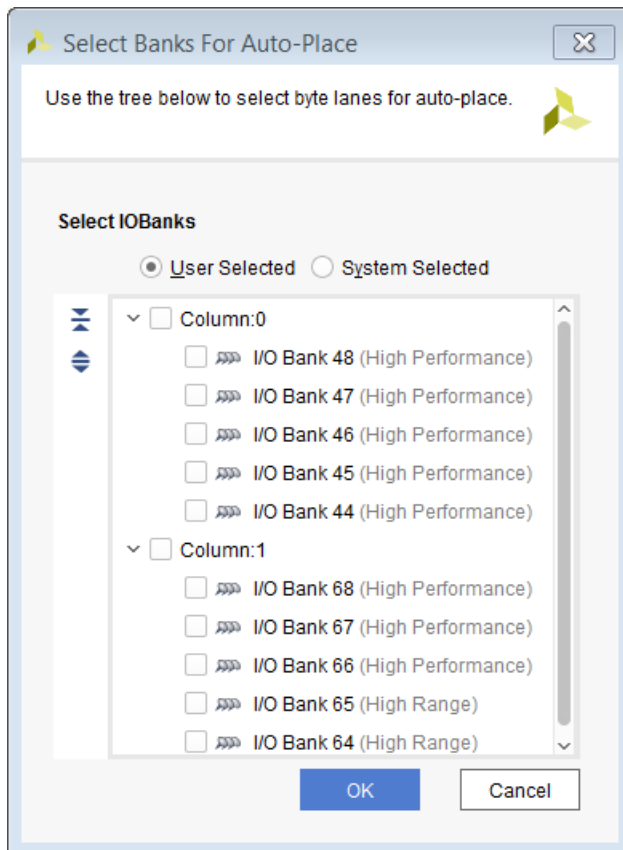 Select Banks For Auto-Place
Use the tree below to select byte lanes for auto-place.
Select IOBanks
User Selected System Selected
Column:0
I/O Bank 48 (High Performance)
I/O Bank 47 (High Performance)
I/O Bank 46 (High Performance)
I/O Bank 45 (High Performance)
I/O Bank 44 (High Performance)
Column:1
I/O Bank 68 (High Performance)
I/O Bank 67 (High Performance)
I/O Bank 66 (High Performance)
I/O Bank 65 (High Range)
I/O Bank 64 (High Range)
OK Cancel